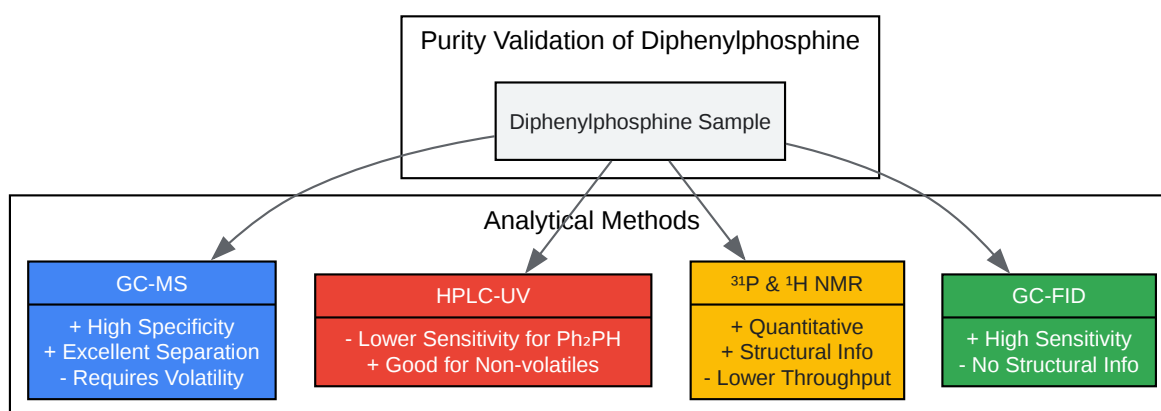 Purity Validation of Diphenylphosphine
Diphenylphosphine Sample
Analytical Methods
GC-MS
+ High Specificity
+ Excellent Separation
- Requires Volatility
HPLC-UV
- Lower Sensitivity for Ph₂PH
+ Good for Non-volatiles
³¹P & ¹H NMR
+ Quantitative
+ Structural Info
- Lower Throughput
GC-FID
+ High Sensitivity
- No Structural Info